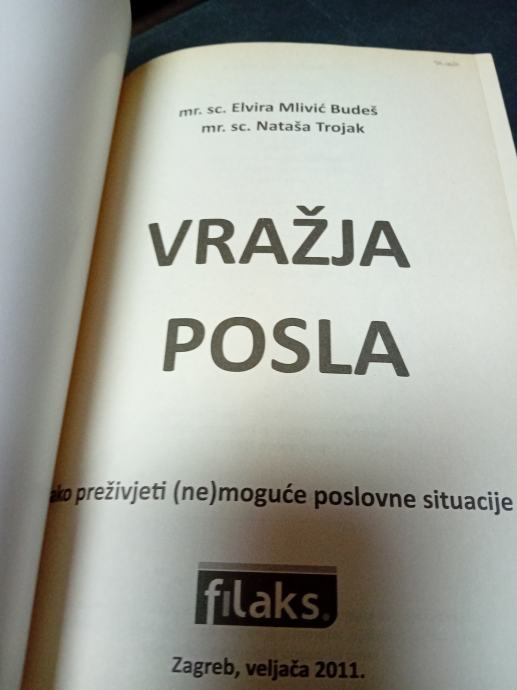 mr. sc. Elvira Mlivić Budeš
mr. sc. Nataša Trojak
VRAŽJA
POSLA
ako preživjeti (ne)moguće poslovne situacije
filaks.
Zagreb, veljača 2011.